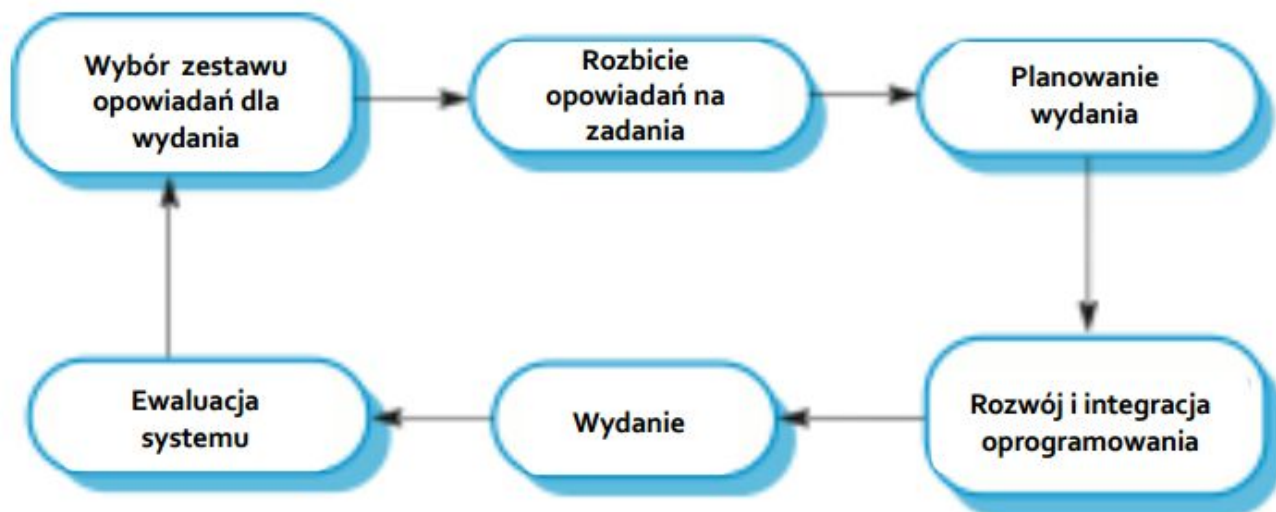 Wybór zestawu
opowiadań dla
wydania
Rozbicie
opowiadań na
zadania
Planowanie
wydania
Ewaluacja
systemu
Wydanie
Rozwój i integracja
oprogramowania